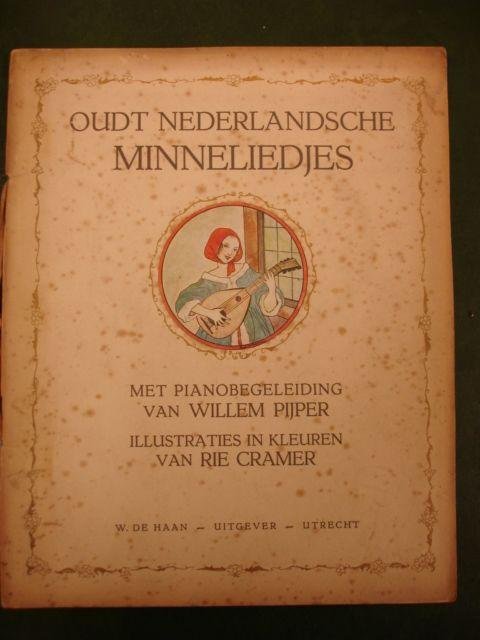 OUDT NEDERLANDSCHE
MINNELIEDJES
MET PIANOBEGELEIDING
VAN WILLEM PIJPER
ILLUSTRATIES IN KLEUREN
VAN RIE CRAMER
W. DE HAAN — UITGEVER — UTRECHT